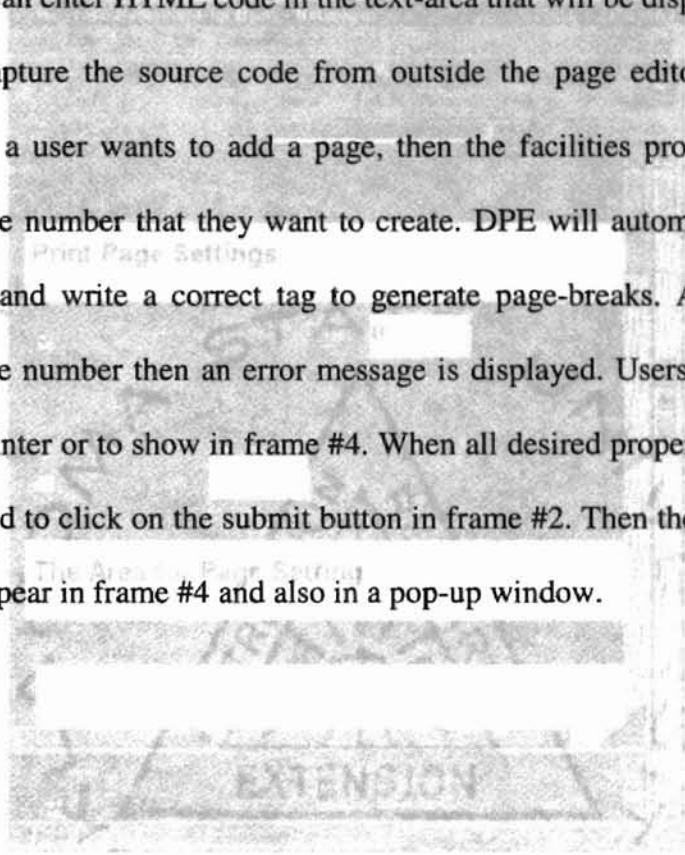 an enter HTML code in the text-area that will be disp
pture the source code from outside the page edito
a user wants to add a page, then the facilities pro
e number that they want to create. DPE will autom
Print Page Settings
and write a correct tag to generate page-breaks. A
e number then an error message is displayed. Users
nter or to show in frame #4. When all desired prope
d to click on the submit button in frame #2. Then the
The Area for Page Setting
pear in frame #4 and also in a pop-up window.
EXTENSION